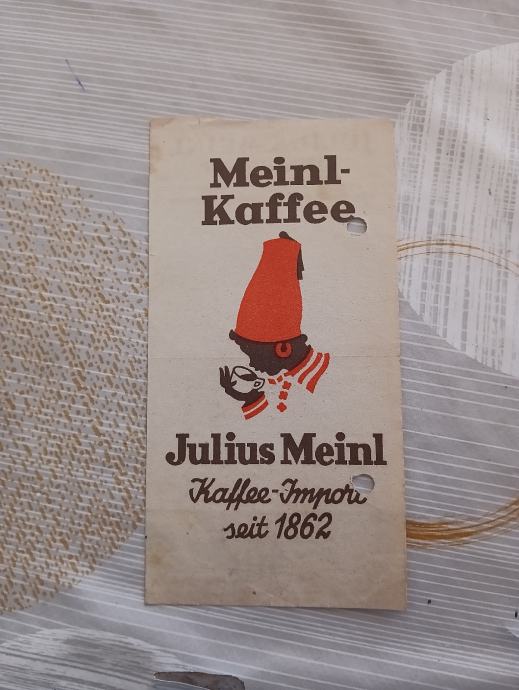 Meinl-
Kaffee
Julius Meinl
Kaffee-Import
seit 1862